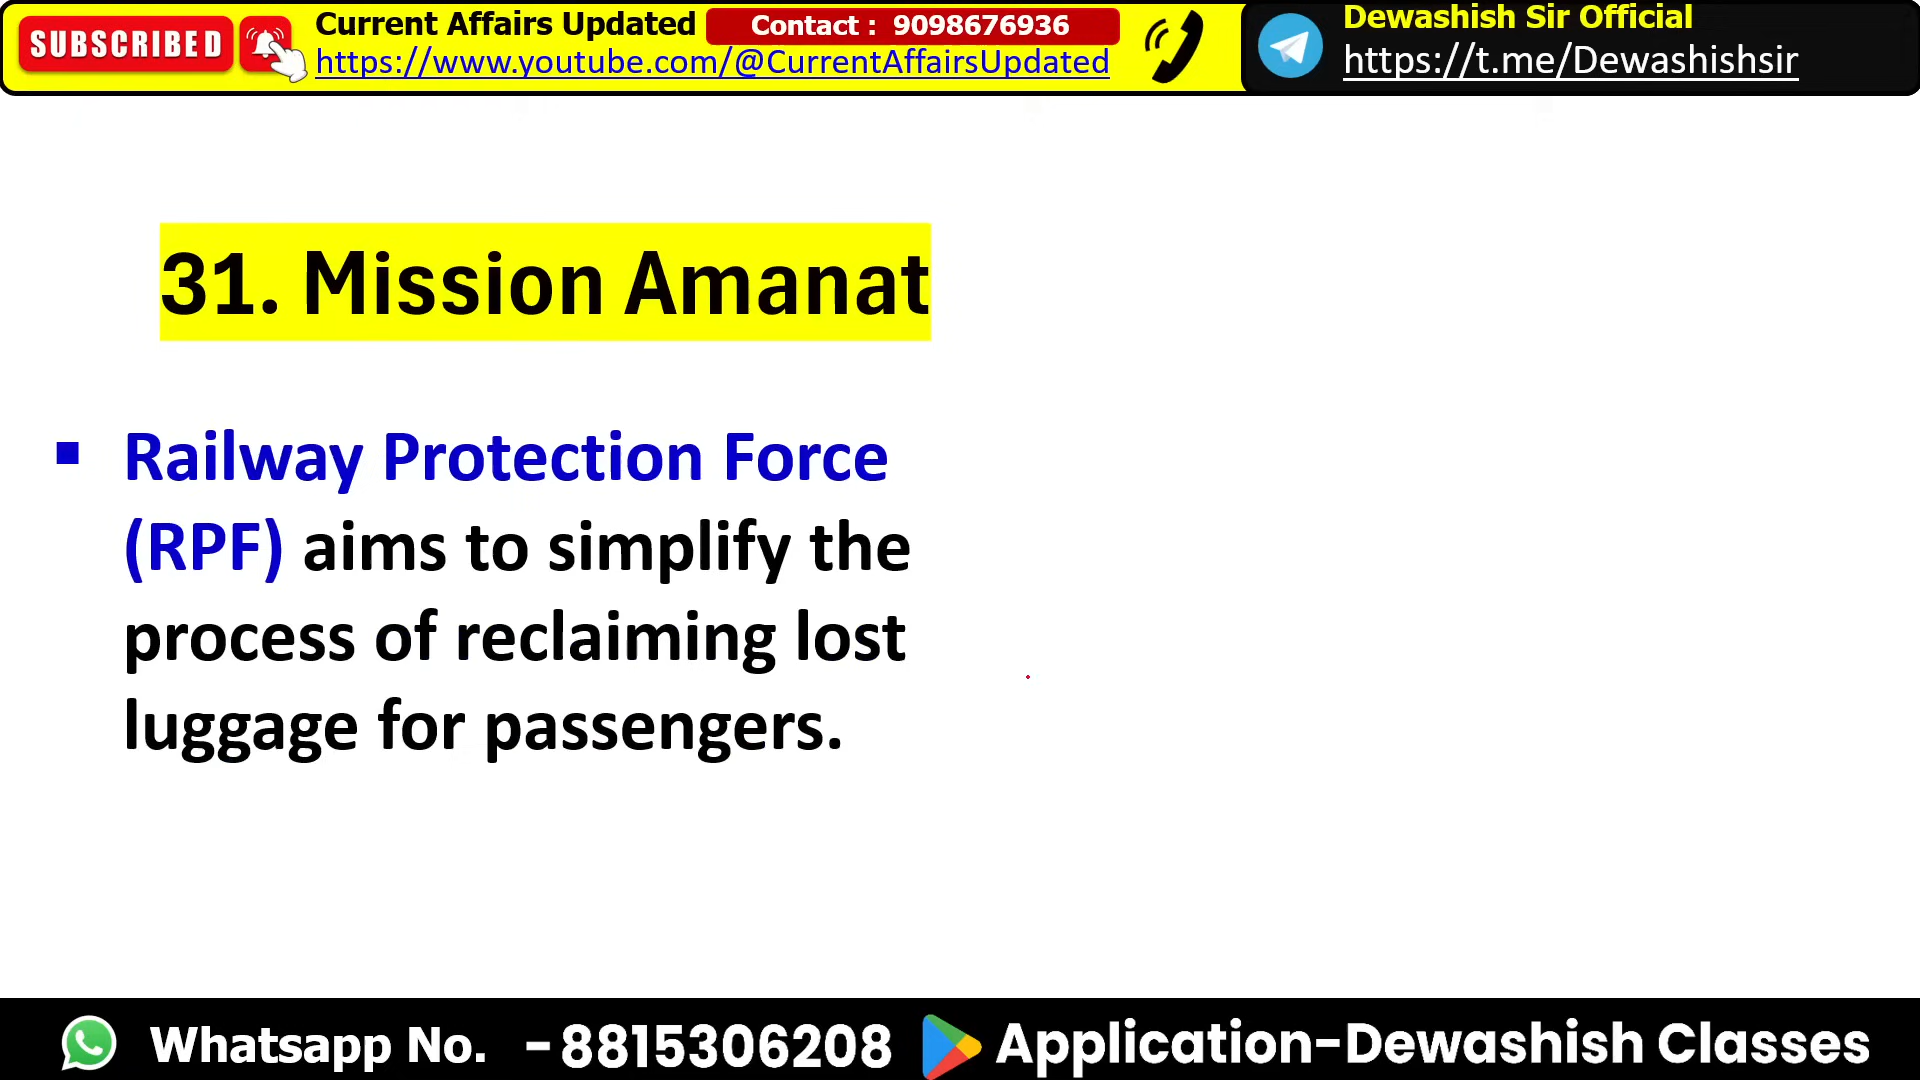 SUBSCRIBED
Current Affairs Updated
Contact : 9098676936
https://www.youtube.com/@CurrentAffairsUpdated
Dewashish Sir Official
https://t.me/Dewashishsir
31. Mission Amanat
▪ Railway Protection Force
(RPF) aims to simplify the
process of reclaiming lost
luggage for passengers.
Whatsapp No. -8815306208
Application-Dewashish Classes